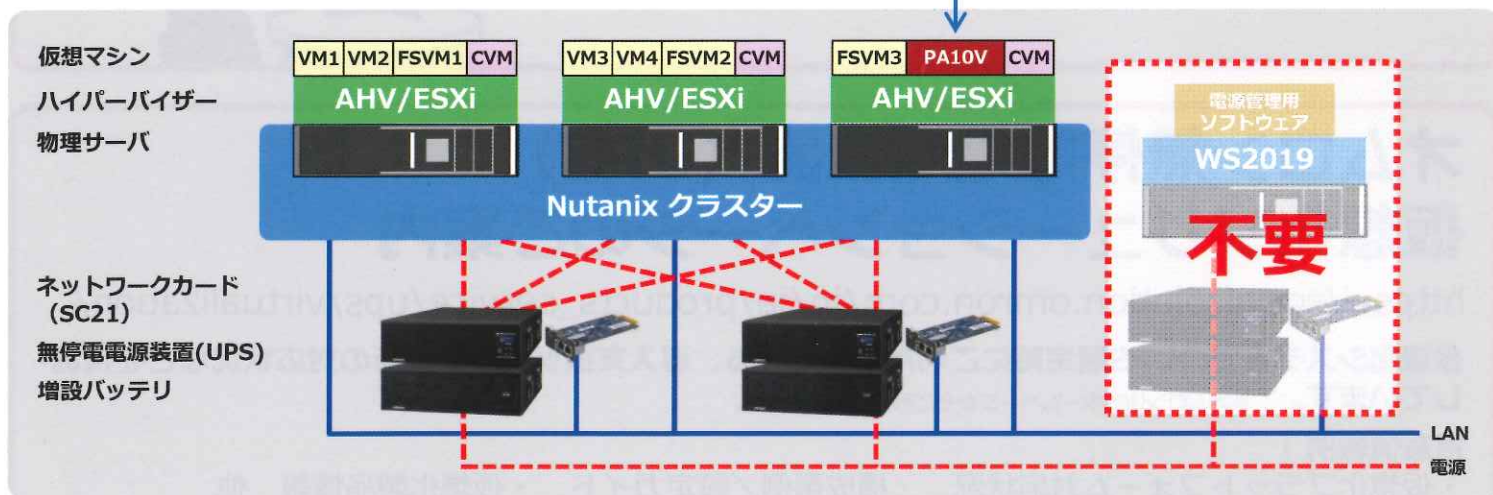 仮想マシン
VM1 VM2 FSVM1 CVM
VM3 VM4 FSVM2 CVM
FSVM3 PA10V CVM
ハイパーバイザー
AHV/ESXi
AHV/ESXi
AHV/ESXi
物理サーバ
Nutanix クラスター
電源管理用
ソフトウェア
WS2019
不要
ネットワークカード
（SC21）
無停電電源装置(UPS)
増設バッテリ
LAN
電源